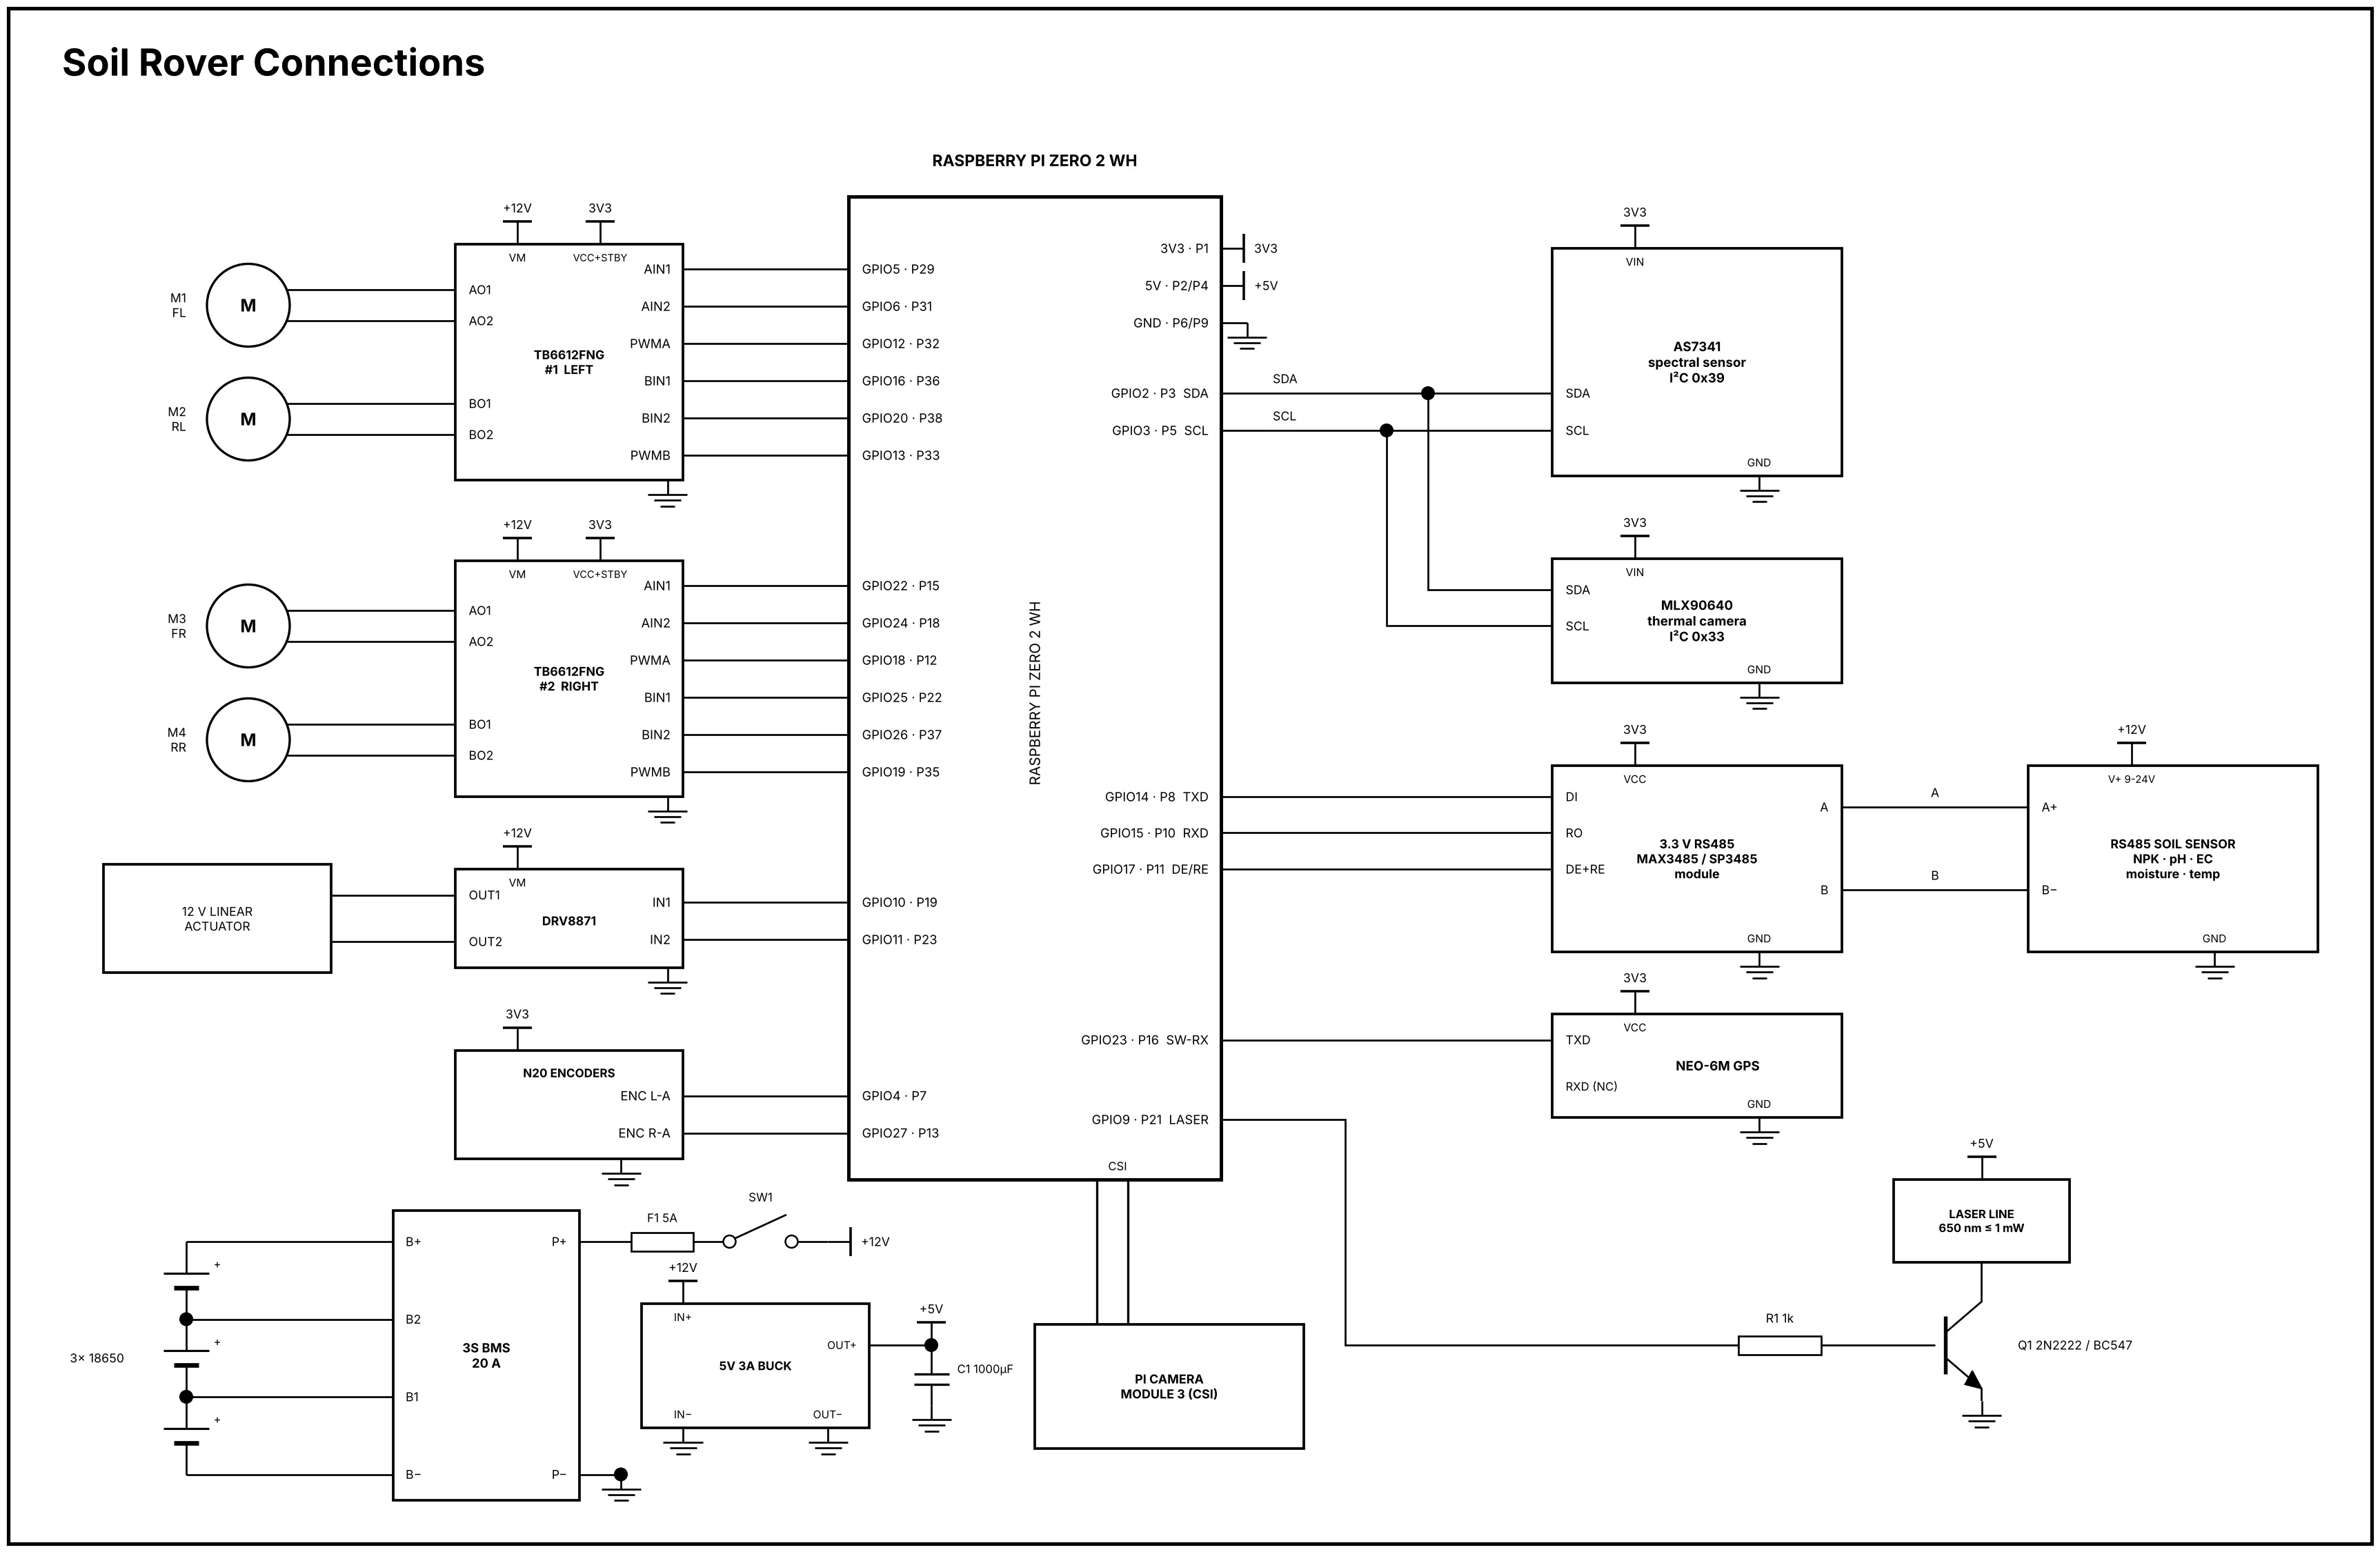 Soil Rover Connections
RASPBERRY PI ZERO 2 WH
+12V
3V3
VM
VCC+STBY
M1
FL
M
AO1
AO2
M2
RL
M
BO1
BO2
TB6612FNG
#1 LEFT
AIN1
AIN2
PWMA
BIN1
BIN2
PWMB
GPIO5 · P29
GPIO6 · P31
GPIO12 · P32
GPIO16 · P36
GPIO20 · P38
GPIO13 · P33
+12V
3V3
VM
VCC+STBY
M3
FR
M
AO1
AO2
M4
RR
M
BO1
BO2
TB6612FNG
#2 RIGHT
AIN1
AIN2
PWMA
BIN1
BIN2
PWMB
GPIO22 · P15
GPIO24 · P18
GPIO18 · P12
GPIO25 · P22
GPIO26 · P37
GPIO19 · P35
RASPBERRY PI ZERO 2 WH
+12V
VM
12 V LINEAR
ACTUATOR
OUT1
OUT2
DRV8871
IN1
IN2
GPIO10 · P19
GPIO11 · P23
3V3
N20 ENCODERS
ENC L-A
ENC R-A
GPIO4 · P7
GPIO27 · P13
3V3 · P1
3V3
5V · P2/P4
+5V
GND · P6/P9
GPIO2 · P3 SDA
SDA
GPIO3 · P5 SCL
SCL
3V3
VIN
AS7341
spectral sensor
I²C 0x39
SDA
SCL
GND
3V3
VIN
SDA
SCL
MLX90640
thermal camera
I²C 0x33
GND
GPIO14 · P8 TXD
GPIO15 · P10 RXD
GPIO17 · P11 DE/RE
3V3
VCC
DI
RO
DE+RE
3.3 V RS485
MAX3485 / SP3485
module
A
B
GND
A
B
+12V
V+ 9-24V
A+
B−
RS485 SOIL SENSOR
NPK · pH · EC
moisture · temp
GND
GPIO23 · P16 SW-RX
3V3
VCC
TXD
RXD (NC)
NEO-6M GPS
GND
GPIO9 · P21 LASER
CSI
+5V
LASER LINE
650 nm ≤ 1 mW
R1 1k
Q1 2N2222 / BC547
3× 18650
+
+
+
B+
B2
B1
B−
3S BMS
20 A
P+
P−
F1 5A
SW1
+12V
+12V
IN+
IN−
5V 3A BUCK
OUT+
OUT−
+5V
C1 1000µF
PI CAMERA
MODULE 3 (CSI)